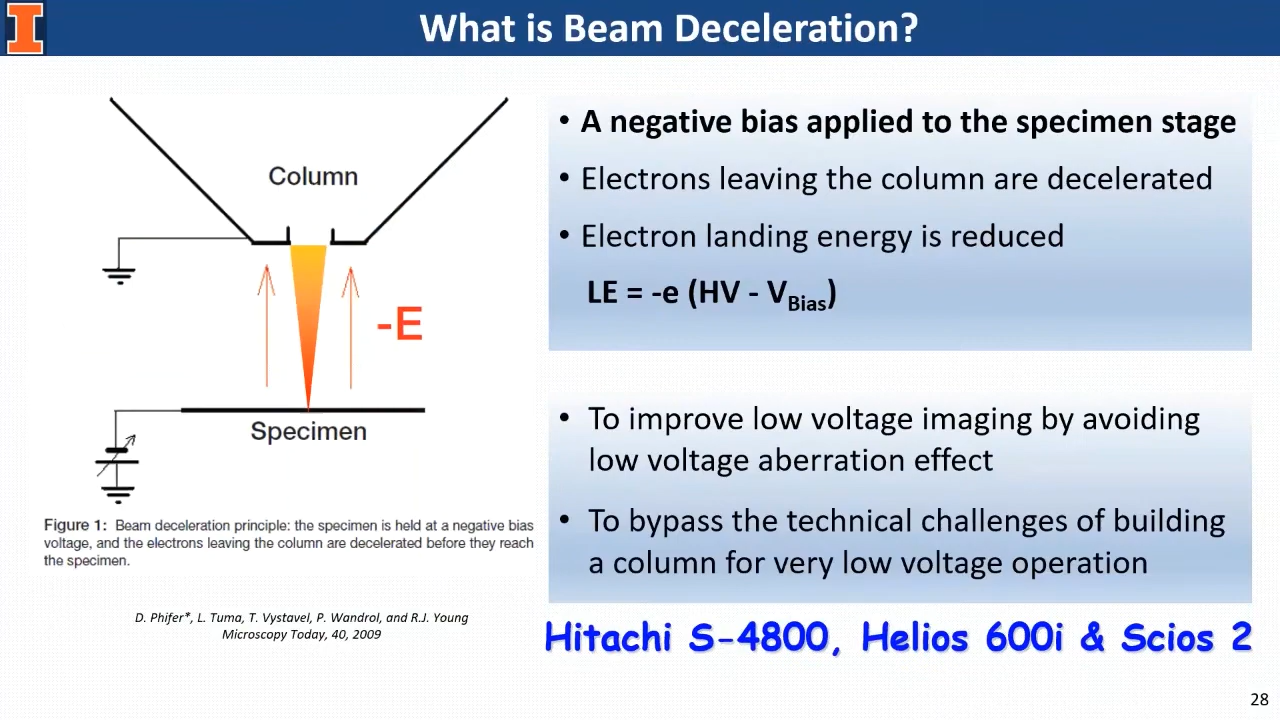 What is Beam Deceleration?
Column
-E
Specimen
Figure 1: Beam deceleration principle: the specimen is held at a negative bias
voltage, and the electrons leaving the column are decelerated before they reach
the specimen.
D. Phifer*, L. Tuma, T. Vystavel, P. Wandrol, and R.J. Young
Microscopy Today, 40, 2009
• A negative bias applied to the specimen stage
• Electrons leaving the column are decelerated
• Electron landing energy is reduced
LE = -e (HV - VBias)
• To improve low voltage imaging by avoiding
low voltage aberration effect
• To bypass the technical challenges of building
a column for very low voltage operation
Hitachi S-4800, Helios 600i & Scios 2
28